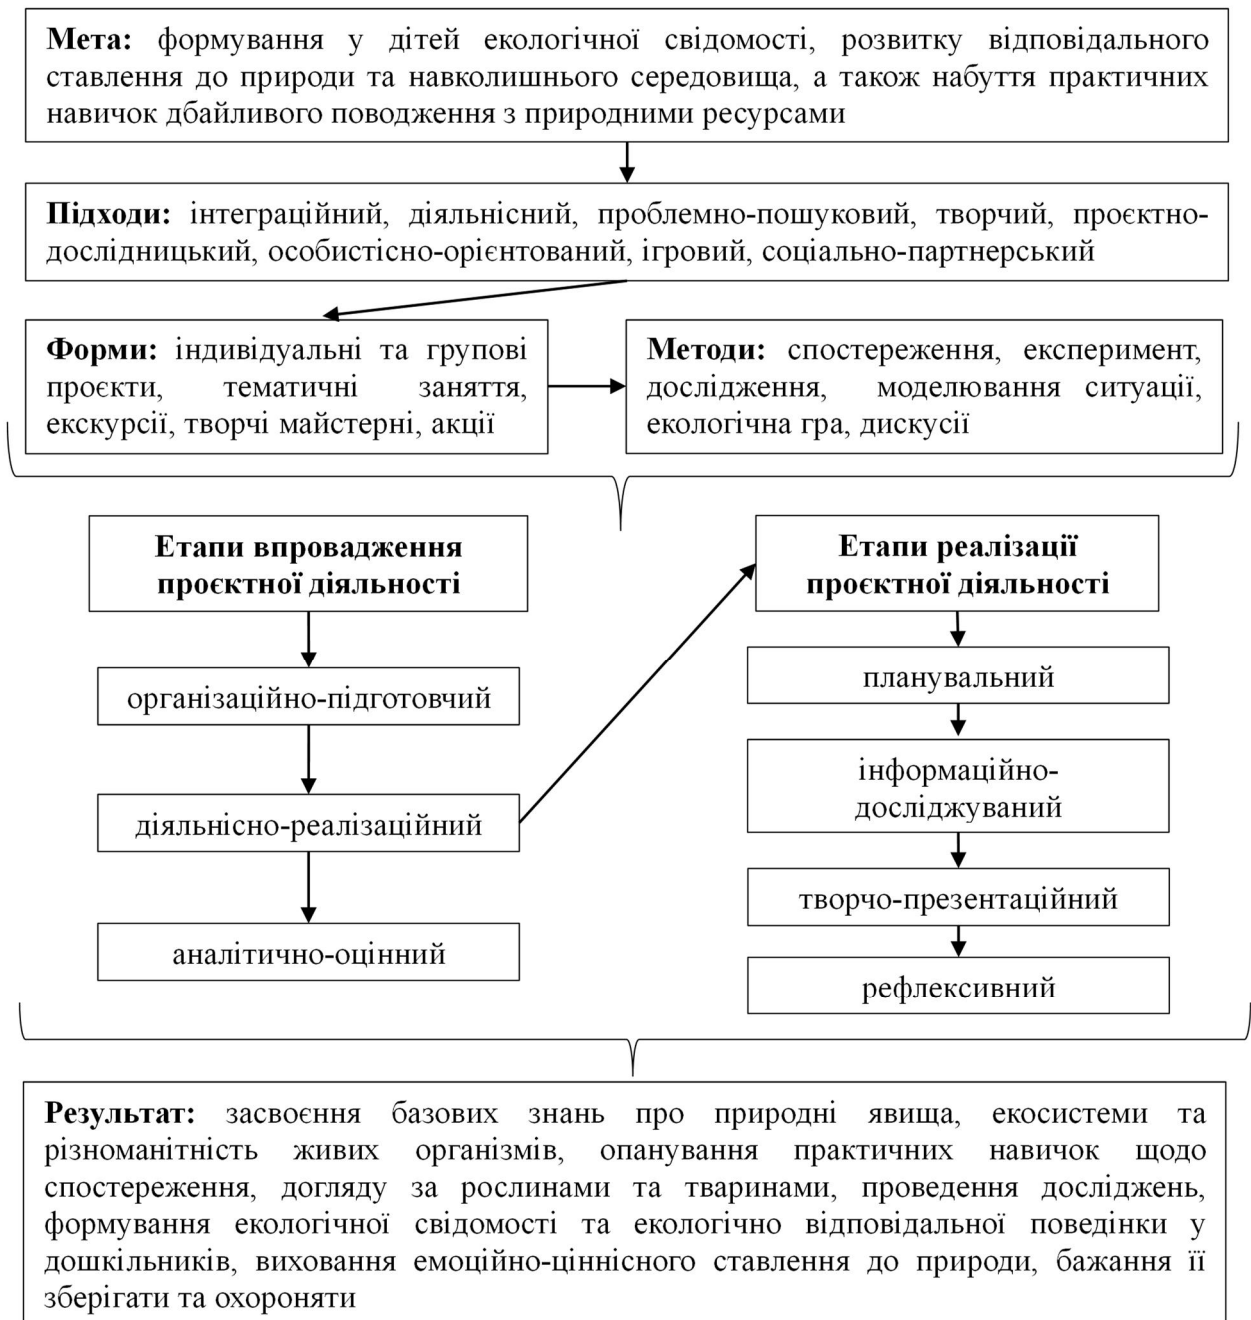 Мета: формування у дітей екологічної свідомості, розвитку відповідального
ставлення до природи та навколишнього середовища, а також набуття практичних
навичок дбайливого поводження з природними ресурсами
Підходи: інтеграційний, діяльнісний, проблемно-пошуковий, творчий, проєктно-
дослідницький, особистісно-орієнтований, ігровий, соціально-партнерський
Форми: індивідуальні та групові
проєкти, тематичні заняття,
екскурсії, творчі майстерні, акції
Методи: спостереження, експеримент,
дослідження, моделювання ситуації,
екологічна гра, дискусії
Етапи впровадження
проєктної діяльності
організаційно-підготовчий
діяльнісно-реалізаційний
аналітично-оцінний
Етапи реалізації
проєктної діяльності
планувальний
інформаційно-
досліджуваний
творчо-презентаційний
рефлексивний
Результат: засвоєння базових знань про природні явища, екосистеми та
різноманітність живих організмів, опанування практичних навичок щодо
спостереження, догляду за рослинами та тваринами, проведення досліджень,
формування екологічної свідомості та екологічно відповідальної поведінки у
дошкільників, виховання емоційно-ціннісного ставлення до природи, бажання її
зберігати та охороняти